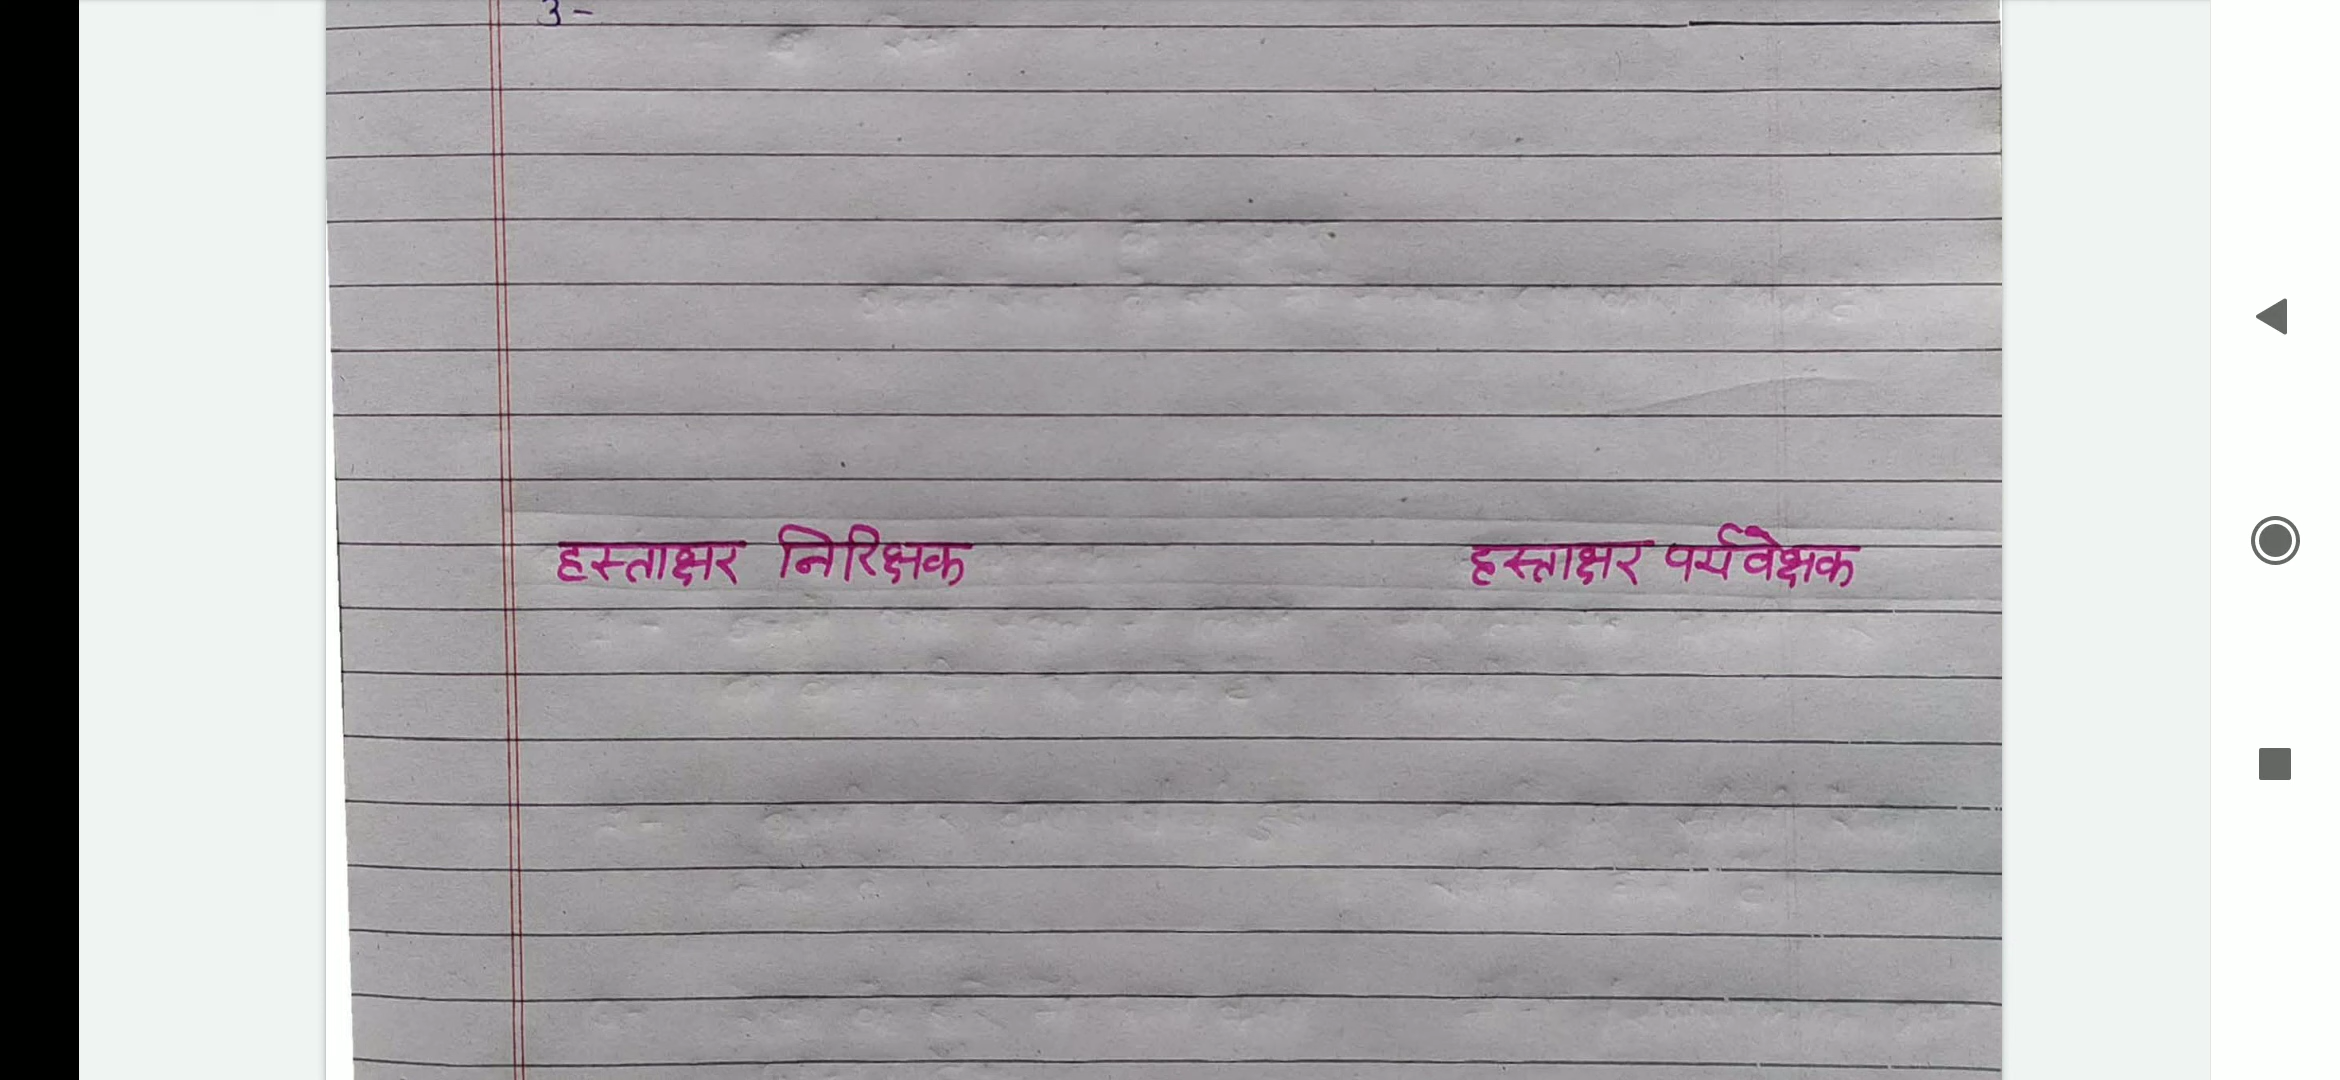 3-
हस्ताक्षर निरिक्षक हस्ताक्षर पर्यवेक्षक